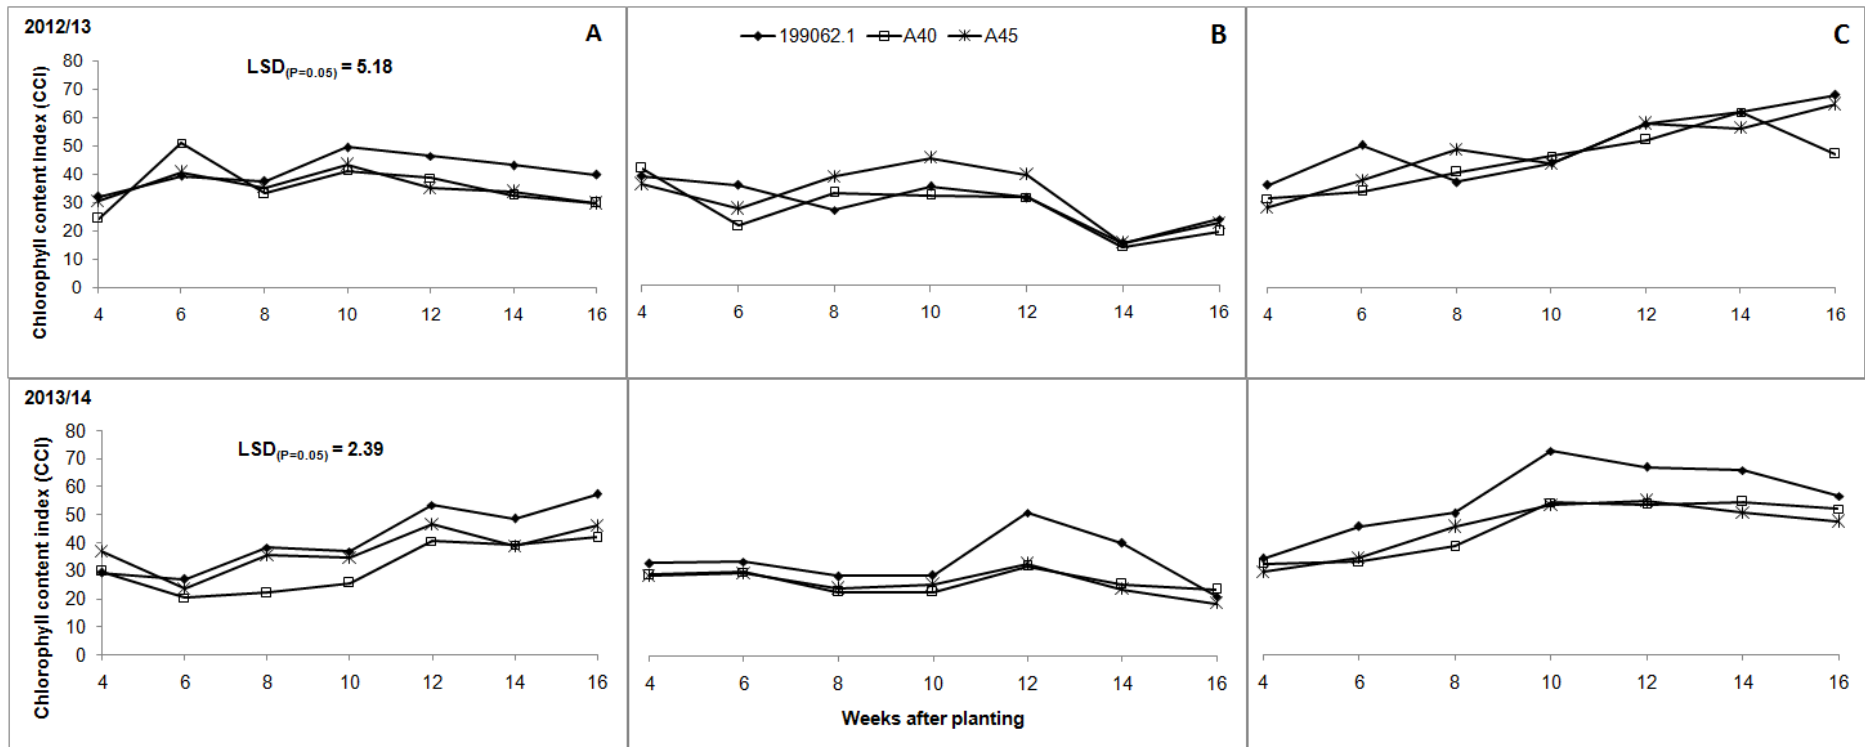 2012/13
A
B
C
199062.1 A40 A45
LSD(P=0.05) = 5.18
Chlorophyll content index (CCI)
80
70
60
50
40
30
20
10
0
4 6 8 10 12 14 16
4 6 8 10 12 14 16
4 6 8 10 12 14 16
2013/14
LSD(P=0.05) = 2.39
Chlorophyll content index (CCI)
80
70
60
50
40
30
20
10
0
4 6 8 10 12 14 16
4 6 8 10 12 14 16
4 6 8 10 12 14 16
Weeks after planting